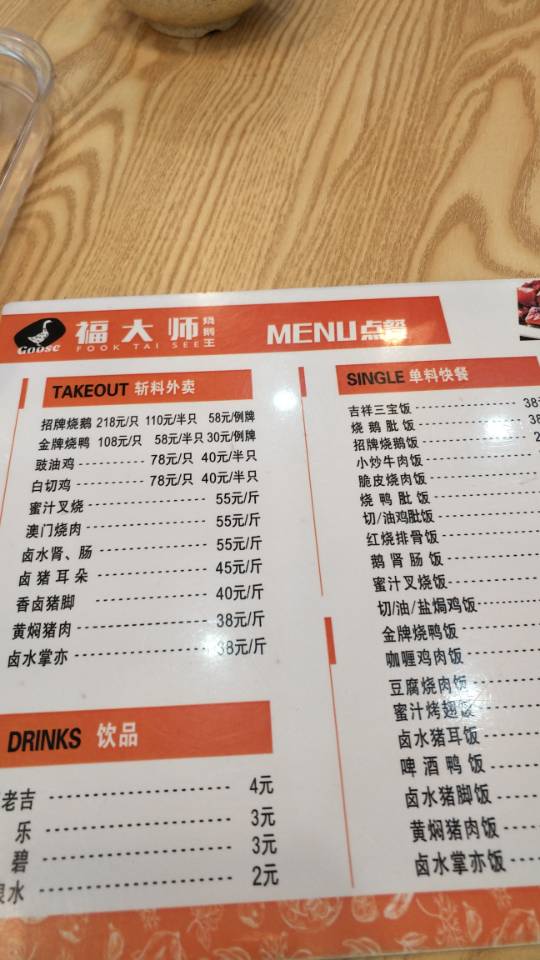 Goose
福大师 烧鹅王
FOOK TAI SEE
MENU点餐
TAKEOUT 斩料外卖
招牌烧鹅 218元/只 110元/半只 58元/例牌
金牌烧鸭 108元/只 58元/半只 30元/例牌
豉油鸡 78元/只 40元/半只
白切鸡 78元/只 40元/半只
蜜汁叉烧 55元/斤
澳门烧肉 55元/斤
卤水肾、肠 55元/斤
卤猪耳朵 45元/斤
香卤猪脚 40元/斤
黄焖猪肉 38元/斤
卤水掌亦 38元/斤
DRINKS 饮品
老吉 4元
乐 3元
碧 3元
水 2元
SINGLE 单料快餐
吉祥三宝饭 38
烧鹅肶饭 38
招牌烧鹅饭 2
小炒牛肉饭
脆皮烧肉饭
烧鸭肶饭
切/油鸡肶饭
红烧排骨饭
鹅肾肠饭
蜜汁叉烧饭
切/油/盐焗鸡饭
金牌烧鸭饭
咖喱鸡肉饭
豆腐烧肉饭
蜜汁烤翅饭
卤水猪耳饭
啤酒鸭饭
卤水猪脚饭
黄焖猪肉饭
卤水掌亦饭